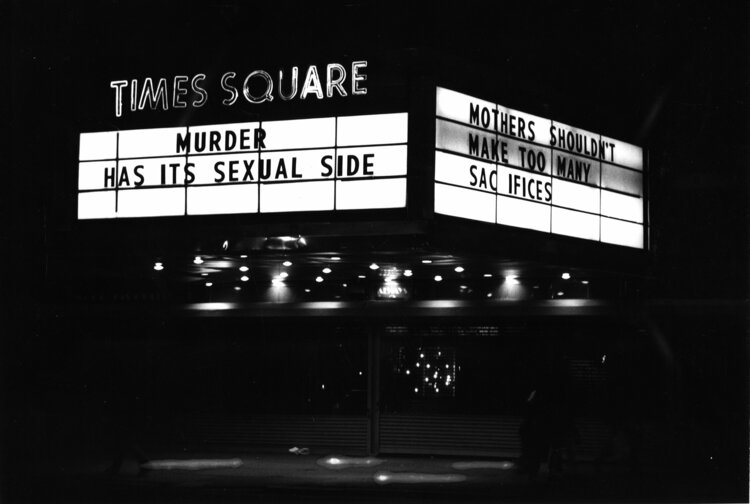 TIMES SQUARE
MURDER
HAS ITS SEXUAL SIDE
MOTHERS SHOULDN'T
MAKE TOO MANY
SAC IFICES